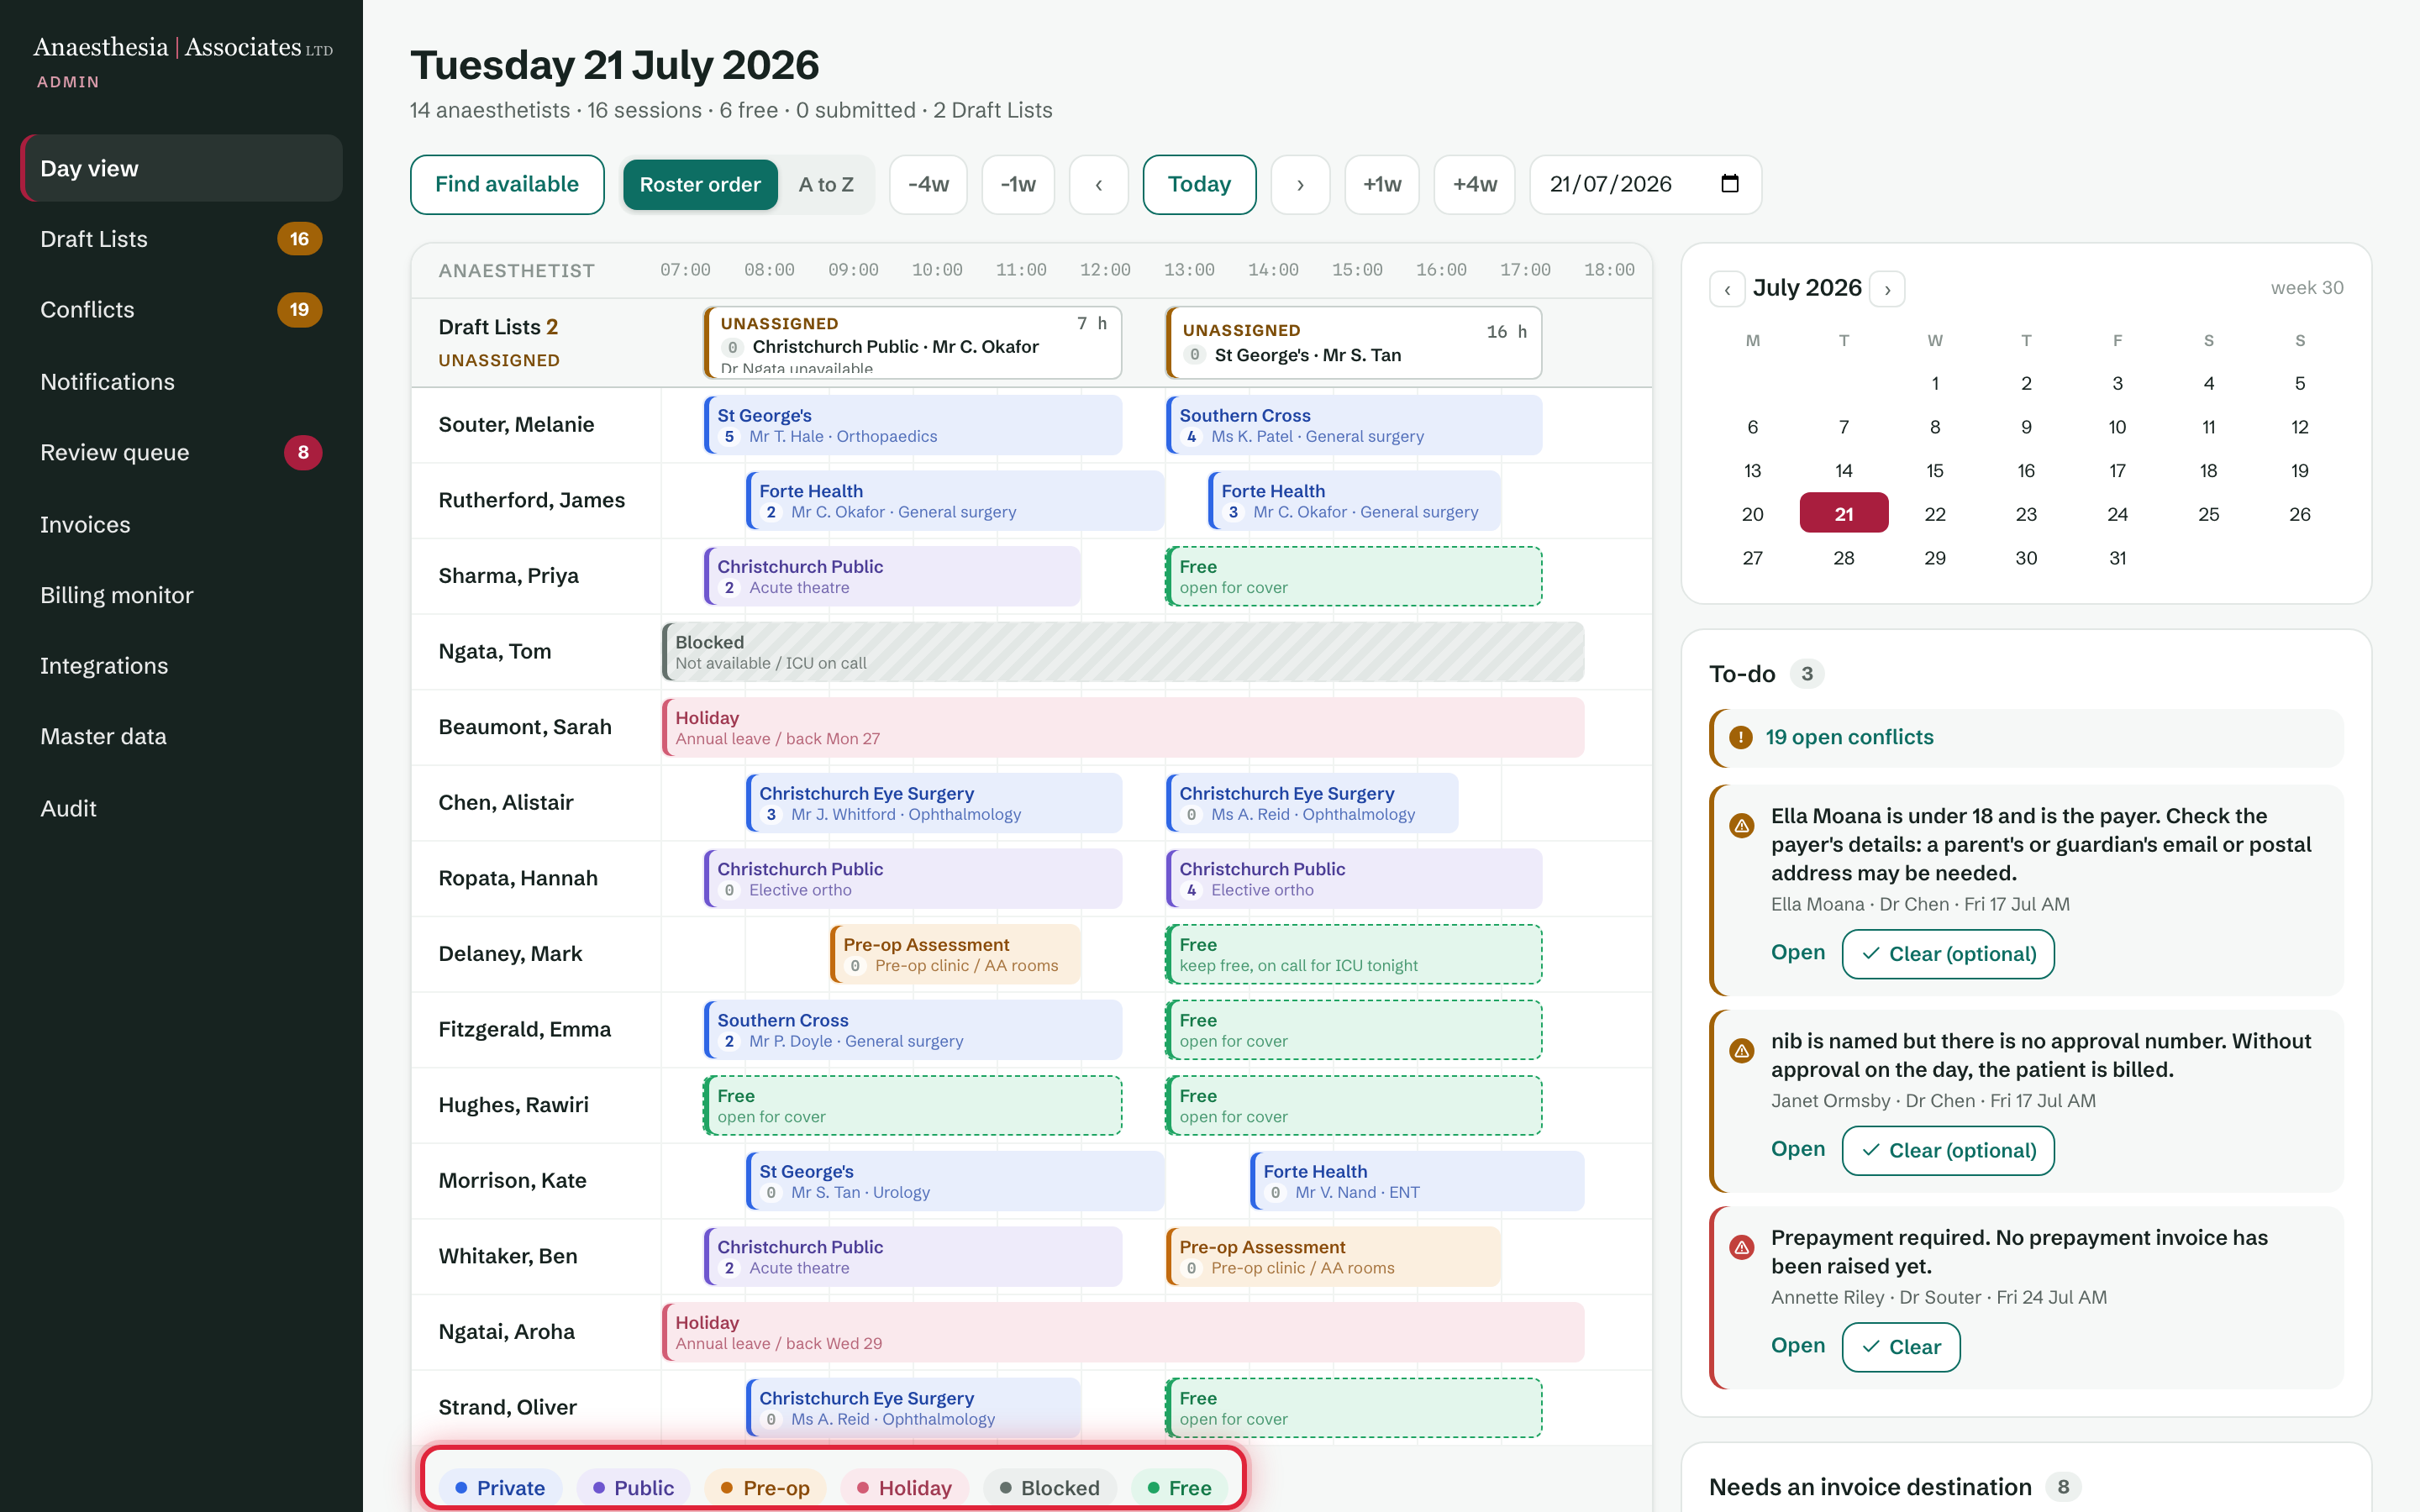 Anaesthesia | Associates LTD
ADMIN
Day view
Draft Lists 16
Conflicts 19
Notifications
Review queue 8
Invoices
Billing monitor
Integrations
Master data
Audit
Tuesday 21 July 2026
14 anaesthetists · 16 sessions · 6 free · 0 submitted · 2 Draft Lists
Find available Roster order A to Z -4w -1w ‹ Today › +1w +4w 21/07/2026
ANAESTHETIST 07:00 08:00 09:00 10:00 11:00 12:00 13:00 14:00 15:00 16:00 17:00 18:00
Draft Lists 2
UNASSIGNED
UNASSIGNED 7 h
0 Christchurch Public · Mr C. Okafor
Dr Ngata unavailable
UNASSIGNED 16 h
0 St George's · Mr S. Tan
Souter, Melanie
St George's
5 Mr T. Hale · Orthopaedics
Southern Cross
4 Ms K. Patel · General surgery
Rutherford, James
Forte Health
2 Mr C. Okafor · General surgery
Forte Health
3 Mr C. Okafor · General surgery
Sharma, Priya
Christchurch Public
2 Acute theatre
Free
open for cover
Ngata, Tom
Blocked
Not available / ICU on call
Beaumont, Sarah
Holiday
Annual leave / back Mon 27
Chen, Alistair
Christchurch Eye Surgery
3 Mr J. Whitford · Ophthalmology
Christchurch Eye Surgery
0 Ms A. Reid · Ophthalmology
Ropata, Hannah
Christchurch Public
0 Elective ortho
Christchurch Public
4 Elective ortho
Delaney, Mark
Pre-op Assessment
0 Pre-op clinic / AA rooms
Free
keep free, on call for ICU tonight
Fitzgerald, Emma
Southern Cross
2 Mr P. Doyle · General surgery
Free
open for cover
Hughes, Rawiri
Free
open for cover
Free
open for cover
Morrison, Kate
St George's
0 Mr S. Tan · Urology
Forte Health
0 Mr V. Nand · ENT
Whitaker, Ben
Christchurch Public
2 Acute theatre
Pre-op Assessment
0 Pre-op clinic / AA rooms
Ngatai, Aroha
Holiday
Annual leave / back Wed 29
Strand, Oliver
Christchurch Eye Surgery
0 Ms A. Reid · Ophthalmology
Free
open for cover
Private Public Pre-op Holiday Blocked Free
‹ July 2026 › week 30
M T W T F S S
1 2 3 4 5
6 7 8 9 10 11 12
13 14 15 16 17 18 19
20 21 22 23 24 25 26
27 28 29 30 31
To-do 3
19 open conflicts
Ella Moana is under 18 and is the payer. Check the
payer's details: a parent's or guardian's email or postal
address may be needed.
Ella Moana · Dr Chen · Fri 17 Jul AM
Open ✓ Clear (optional)
nib is named but there is no approval number. Without
approval on the day, the patient is billed.
Janet Ormsby · Dr Chen · Fri 17 Jul AM
Open ✓ Clear (optional)
Prepayment required. No prepayment invoice has
been raised yet.
Annette Riley · Dr Souter · Fri 24 Jul AM
Open ✓ Clear
Needs an invoice destination 8